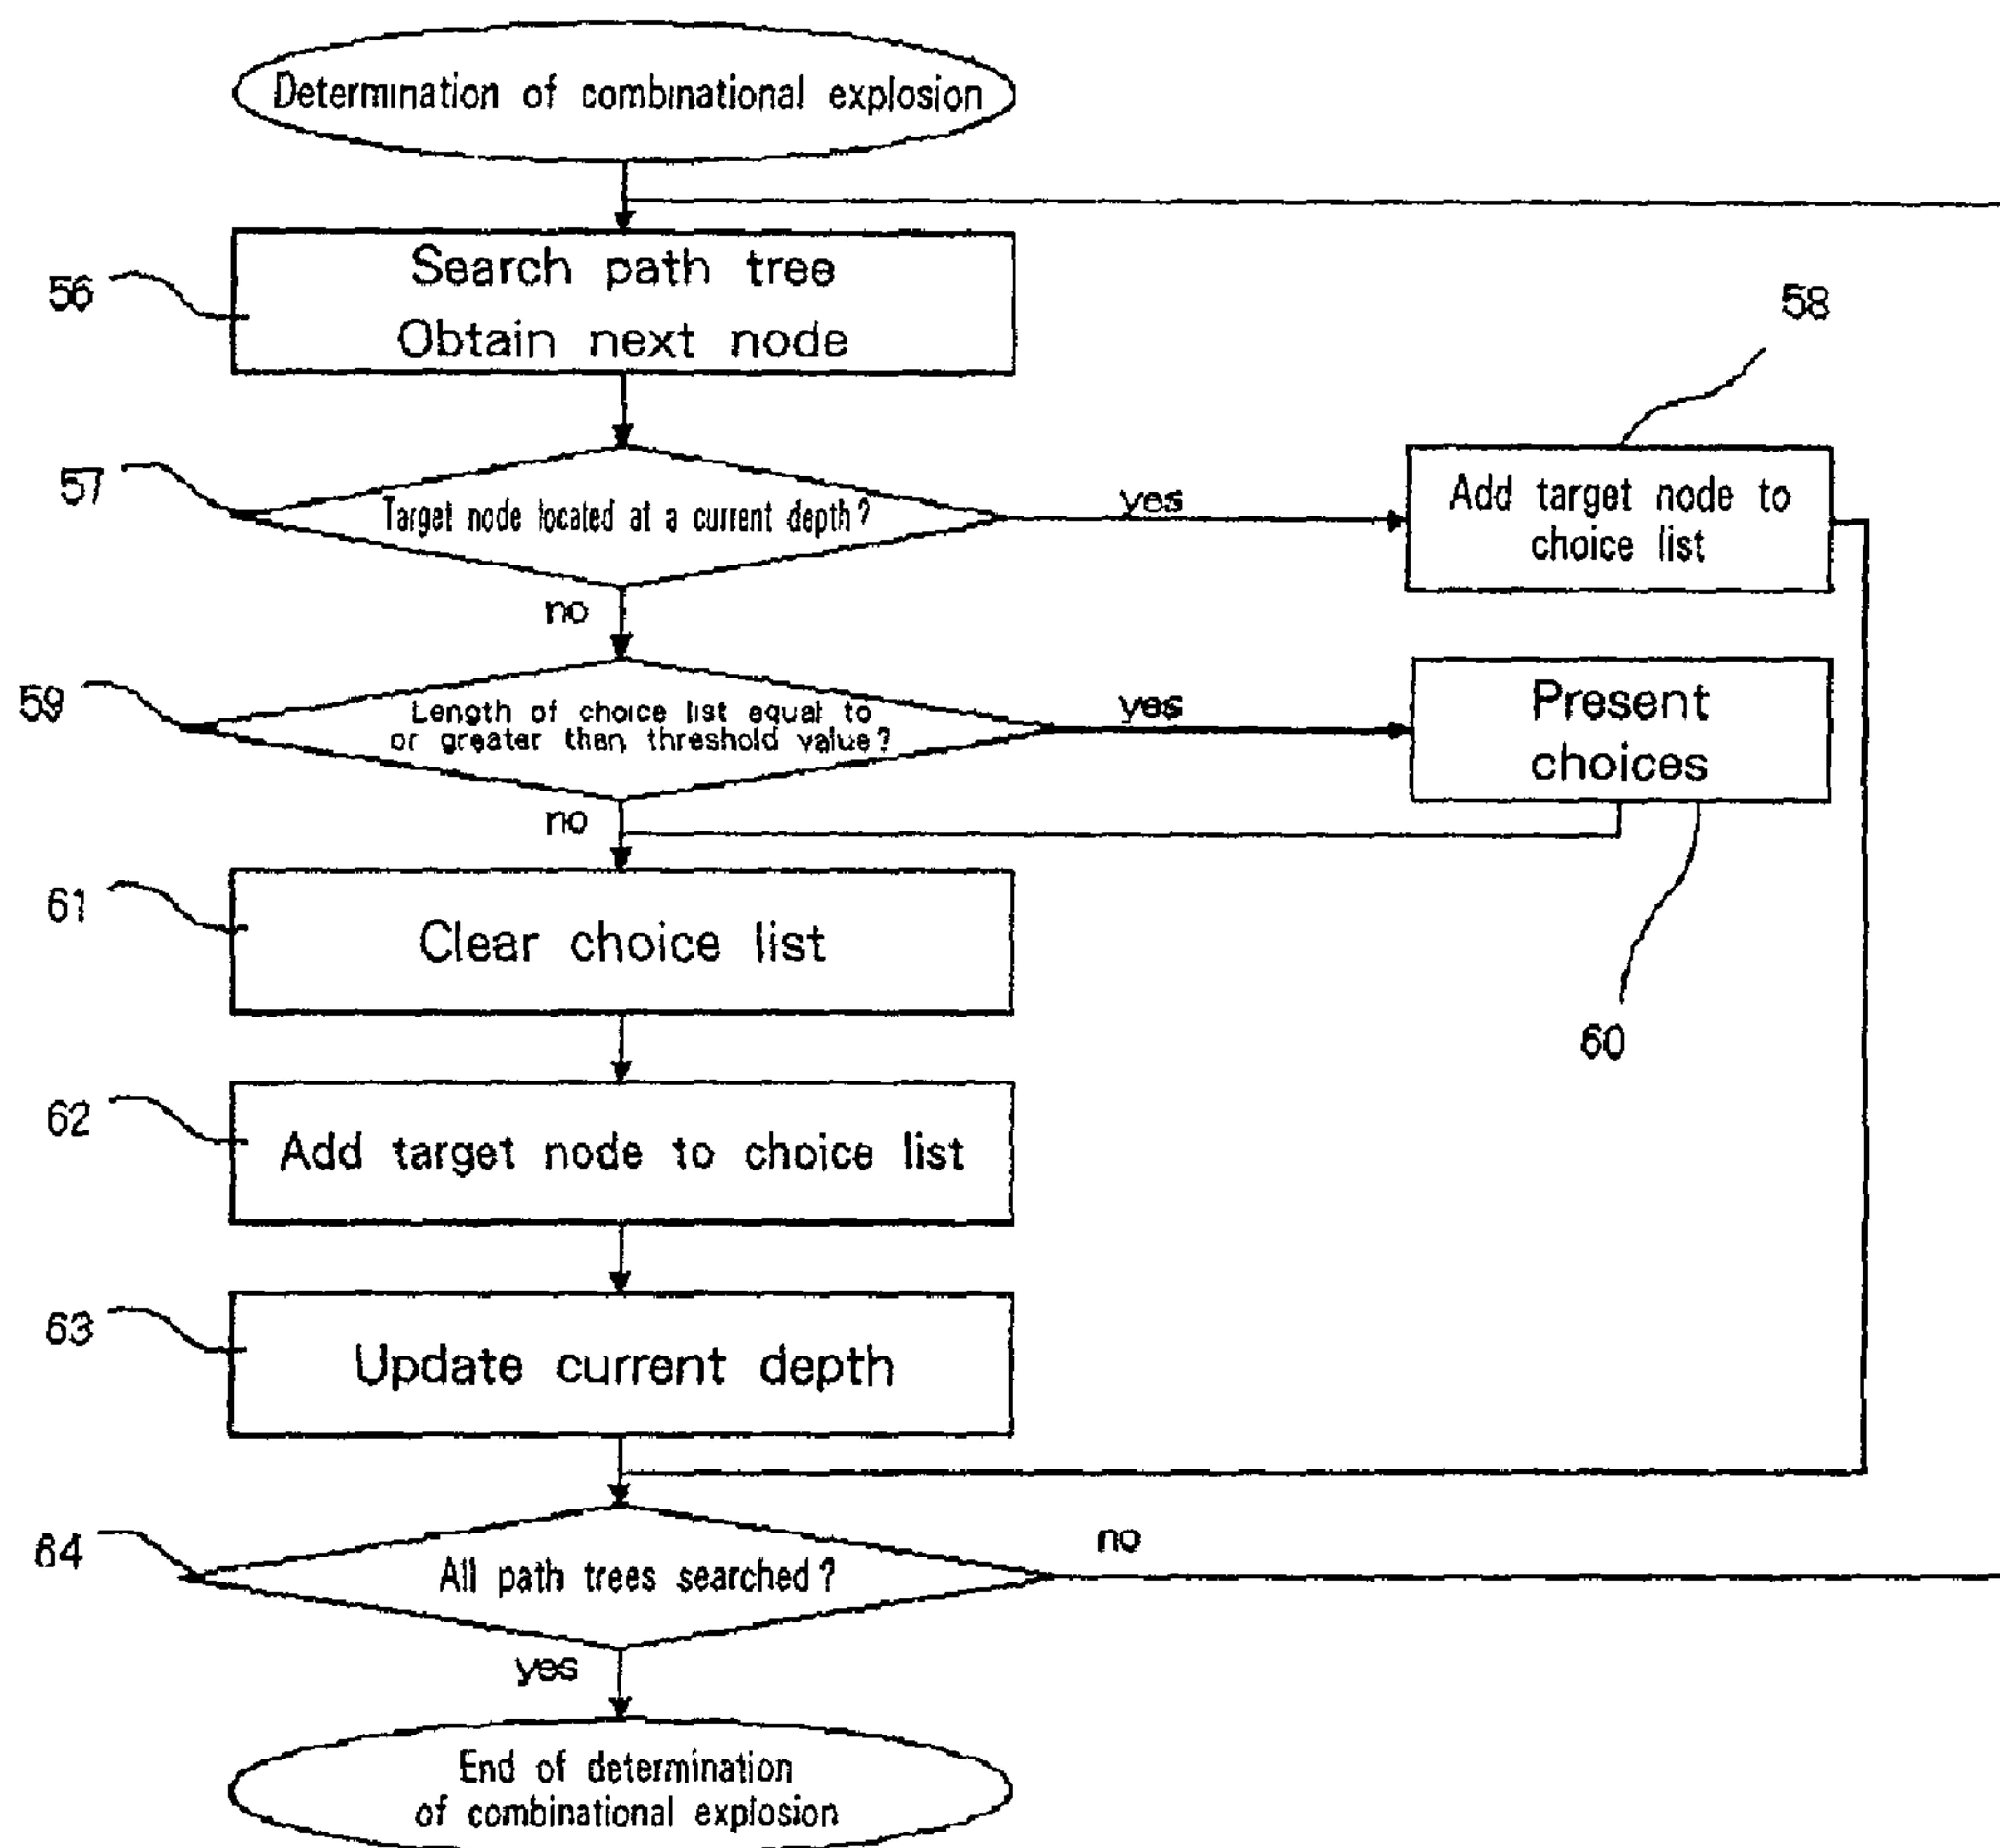 Determination of combinational explosion
56
Search path tree
Obtain next node
58
57
Target node located at a current depth?
yes
Add target node to
choice list
no
59
Length of choice list equal to
or greater than threshold value?
yes
Present
choices
no
61
Clear choice list
60
62
Add target node to choice list
63
Update current depth
64
All path trees searched?
no
yes
End of determination
of combinational explosion